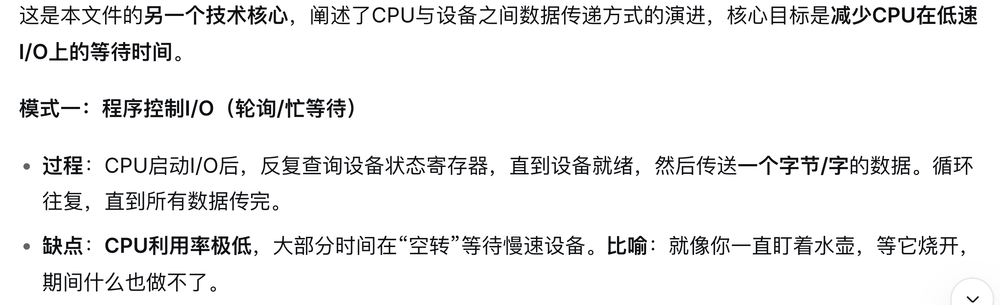 这是本文件的另一个技术核心，阐述了CPU与设备之间数据传递方式的演进，核心目标是减少CPU在低速
I/O上的等待时间。
模式一：程序控制I/O（轮询/忙等待）
• 过程：CPU启动I/O后，反复查询设备状态寄存器，直到设备就绪，然后传送一个字节/字的数据。循环
往复，直到所有数据传完。
• 缺点：CPU利用率极低，大部分时间在“空转”等待慢速设备。比喻：就像你一直盯着水壶，等它烧开，
期间什么也做不了。